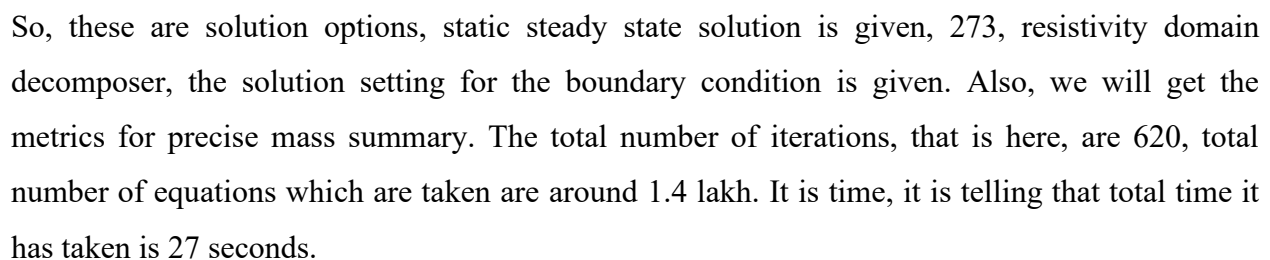 So, these are solution options, static steady state solution is given, 273, resistivity domain
decomposer, the solution setting for the boundary condition is given. Also, we will get the
metrics for precise mass summary. The total number of iterations, that is here, are 620, total
number of equations which are taken are around 1.4 lakh. It is time, it is telling that total time it
has taken is 27 seconds.